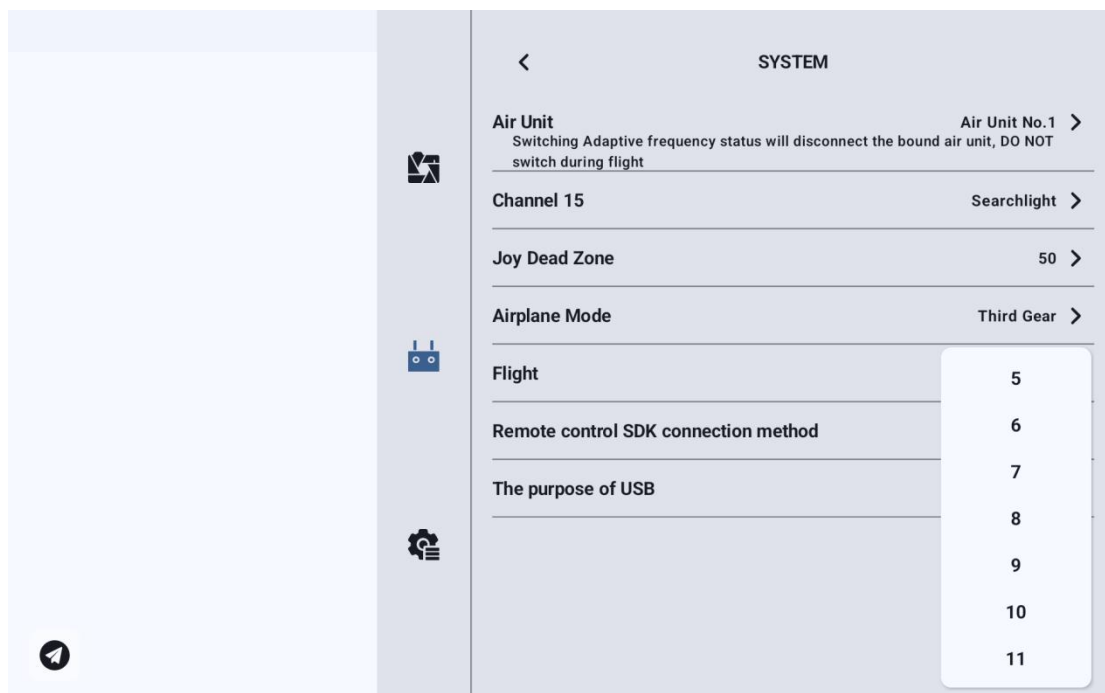 SYSTEM
Air Unit
Air Unit No.1
Switching Adaptive frequency status will disconnect the bound air unit, DO NOT
switch during flight
Channel 15
Searchlight
Joy Dead Zone
50
Airplane Mode
Third Gear
Flight
Remote control SDK connection method
The purpose of USB
5
6
7
8
9
10
11